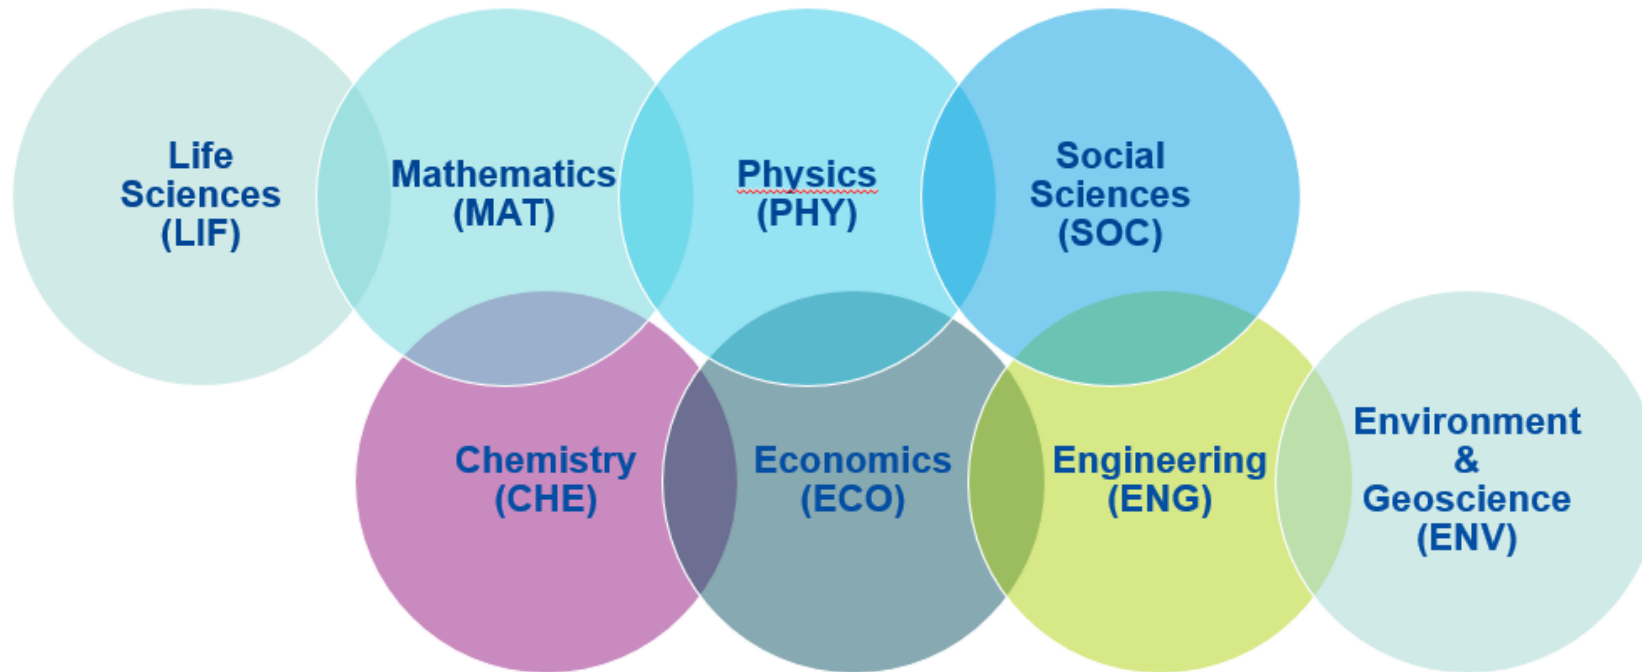 Life
Sciences
(LIF)
Mathematics
(MAT)
Physics
(PHY)
Social
Sciences
(SOC)
Chemistry
(CHE)
Economics
(ECO)
Engineering
(ENG)
Environment
&
Geoscience
(ENV)